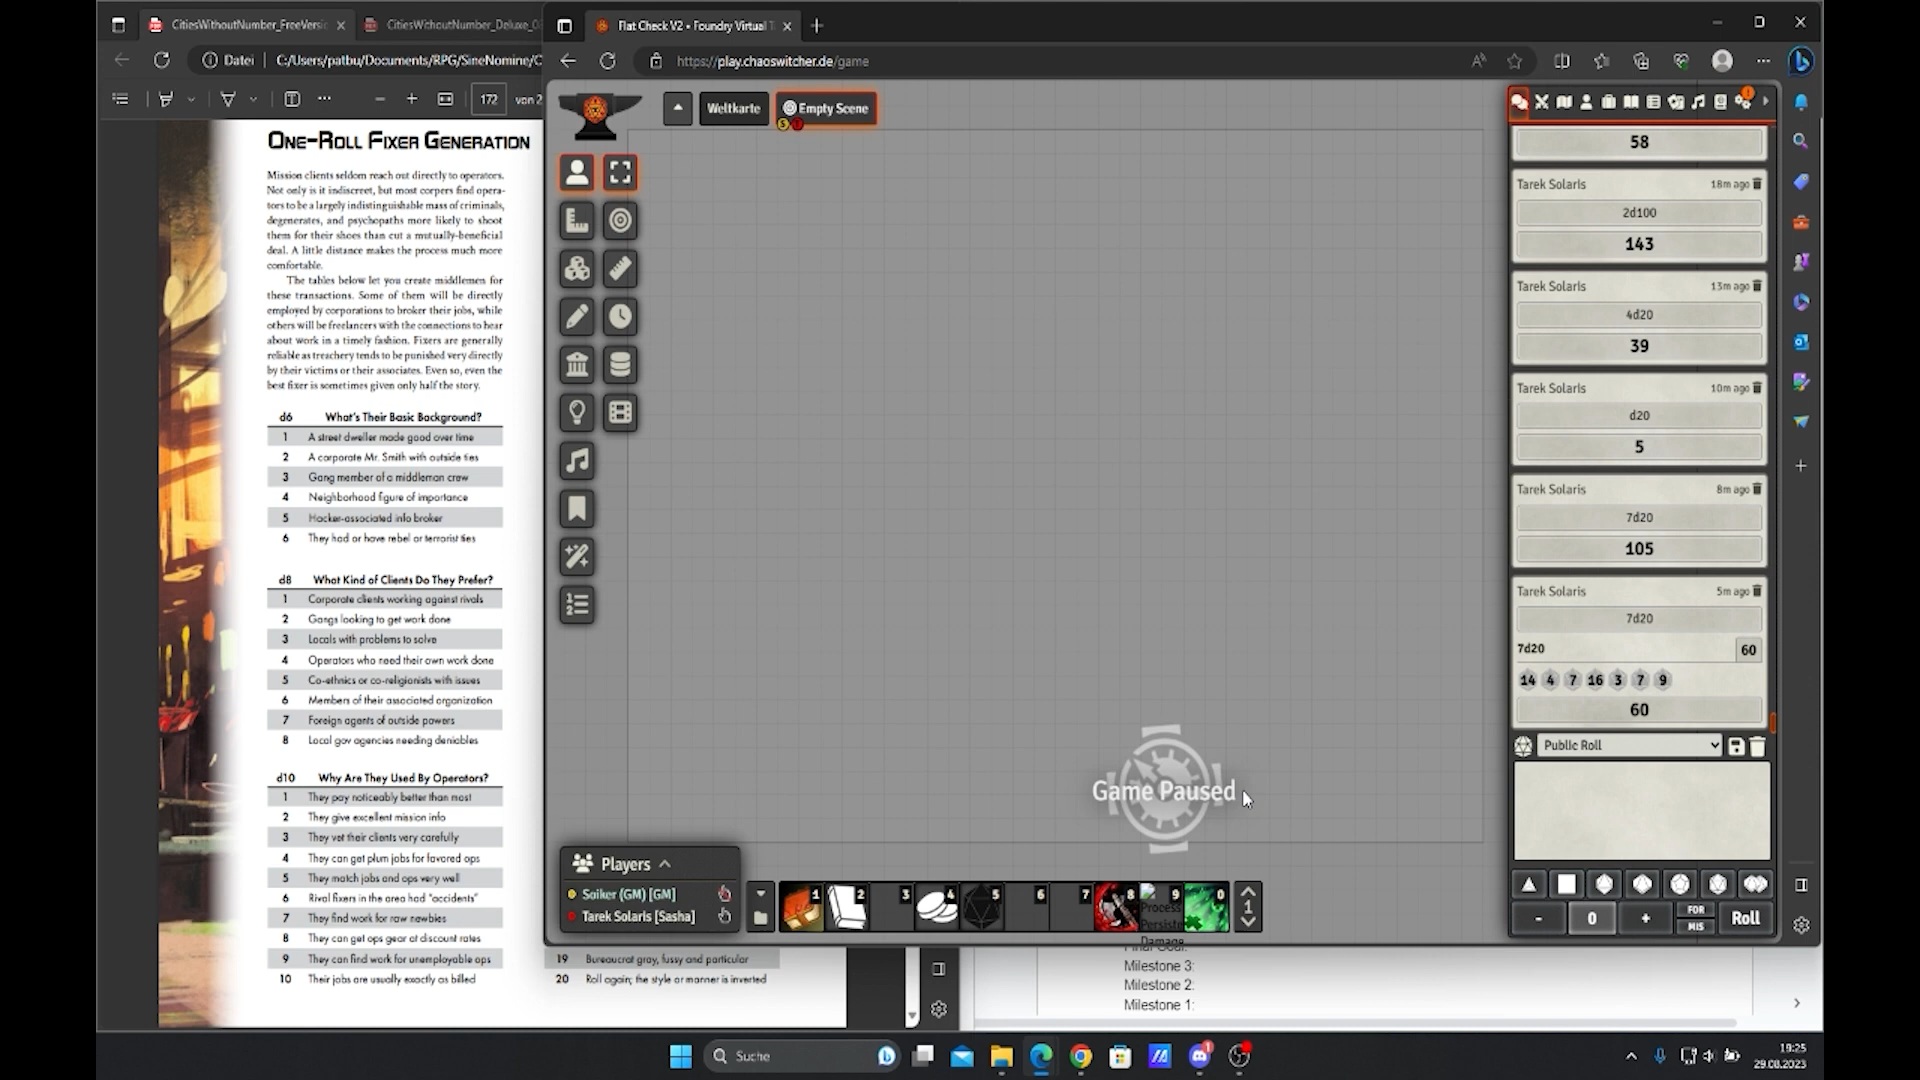 CitiesWithoutNumber_FreeVersi
CitiesWithoutNumber_Deluxe_0
Flat Check V2 • Foundry Virtual T
Datei
C:/Users/patbu/Documents/RPG/SineNomine/C
https://play.chaoswitcher.de/game
172
von 2
Weltkarte
Empty Scene
One-Roll Fixer Generation
Mission clients seldom reach out directly to operators.
Not only is it indiscreet, but most corpers find opera-
tors to be a largely indistinguishable mass of criminals,
degenerates, and psychopaths more likely to shoot
them for their shoes than cut a mutually-beneficial
deal. A little distance makes the process much more
comfortable.
The tables below let you create middlemen for
these transactions. Some of them will be directly
employed by corporations to broker their jobs, while
others will be freelancers with the connections to hear
about work in a timely fashion. Fixers are generally
reliable as treachery tends to be punished very directly
by their victims or their associates. Even so, even the
best fixer is sometimes given only half the story.
d6 What's Their Basic Background?
1 A street dweller made good over time
2 A corporate Mr. Smith with outside ties
3 Gang member of a middleman crew
4 Neighborhood figure of importance
5 Hacker-associated info broker
6 They had or have rebel or terrorist ties
d8 What Kind of Clients Do They Prefer?
1 Corporate clients working against rivals
2 Gangs looking to get work done
3 Locals with problems to solve
4 Operators who need their own work done
5 Co-ethnics or co-religionists with issues
6 Members of their associated organization
7 Foreign agents of outside powers
8 Local gov agencies needing deniables
d10 Why Are They Used By Operators?
1 They pay noticeably better than most
2 They give excellent mission info
3 They vet their clients very carefully
4 They can get plum jobs for favored ops
5 They match jobs and ops very well
6 Rival fixers in the area had "accidents"
7 They find work for raw newbies
8 They can get ops gear at discount rates
9 They can find work for unemployable ops
10 Their jobs are usually exactly as billed
19 Bureaucrat gray, fussy and particular
20 Roll again; the style or manner is inverted
Game Paused
Players
Soiker (GM) [GM]
Tarek Solaris [Sasha]
1 2 3 4 5 6 7 8 9 0
Process
Persiste
Damage
1
58
Tarek Solaris 18m ago
2d100
143
Tarek Solaris 13m ago
4d20
39
Tarek Solaris 10m ago
d20
5
Tarek Solaris 8m ago
7d20
105
Tarek Solaris 5m ago
7d20
7d20 60
14 4 7 16 3 7 9
60
Public Roll
- 0 + FOR MIS Roll
Milestone 3:
Milestone 2:
Milestone 1:
Suche
19:25
29.08.2023